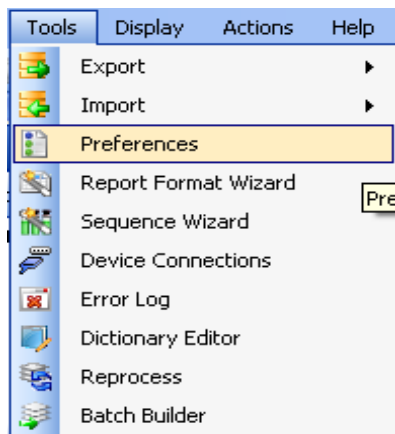 Tools Display Actions Help
Export
Import
Preferences
Report Format Wizard
Pre
Sequence Wizard
Device Connections
Error Log
Dictionary Editor
Reprocess
Batch Builder